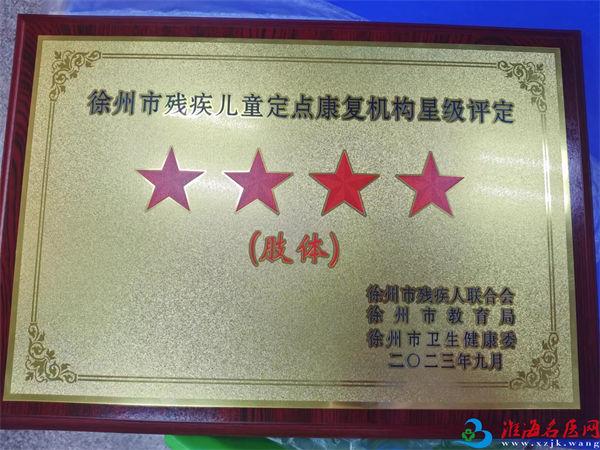 徐州市残疾儿童定点康复机构星级评定
(肢体)
徐州市残疾人联合会
徐州市教育局
徐州市卫生健康委
二〇二三年九月
淮海名医网
www.xzjk.wang